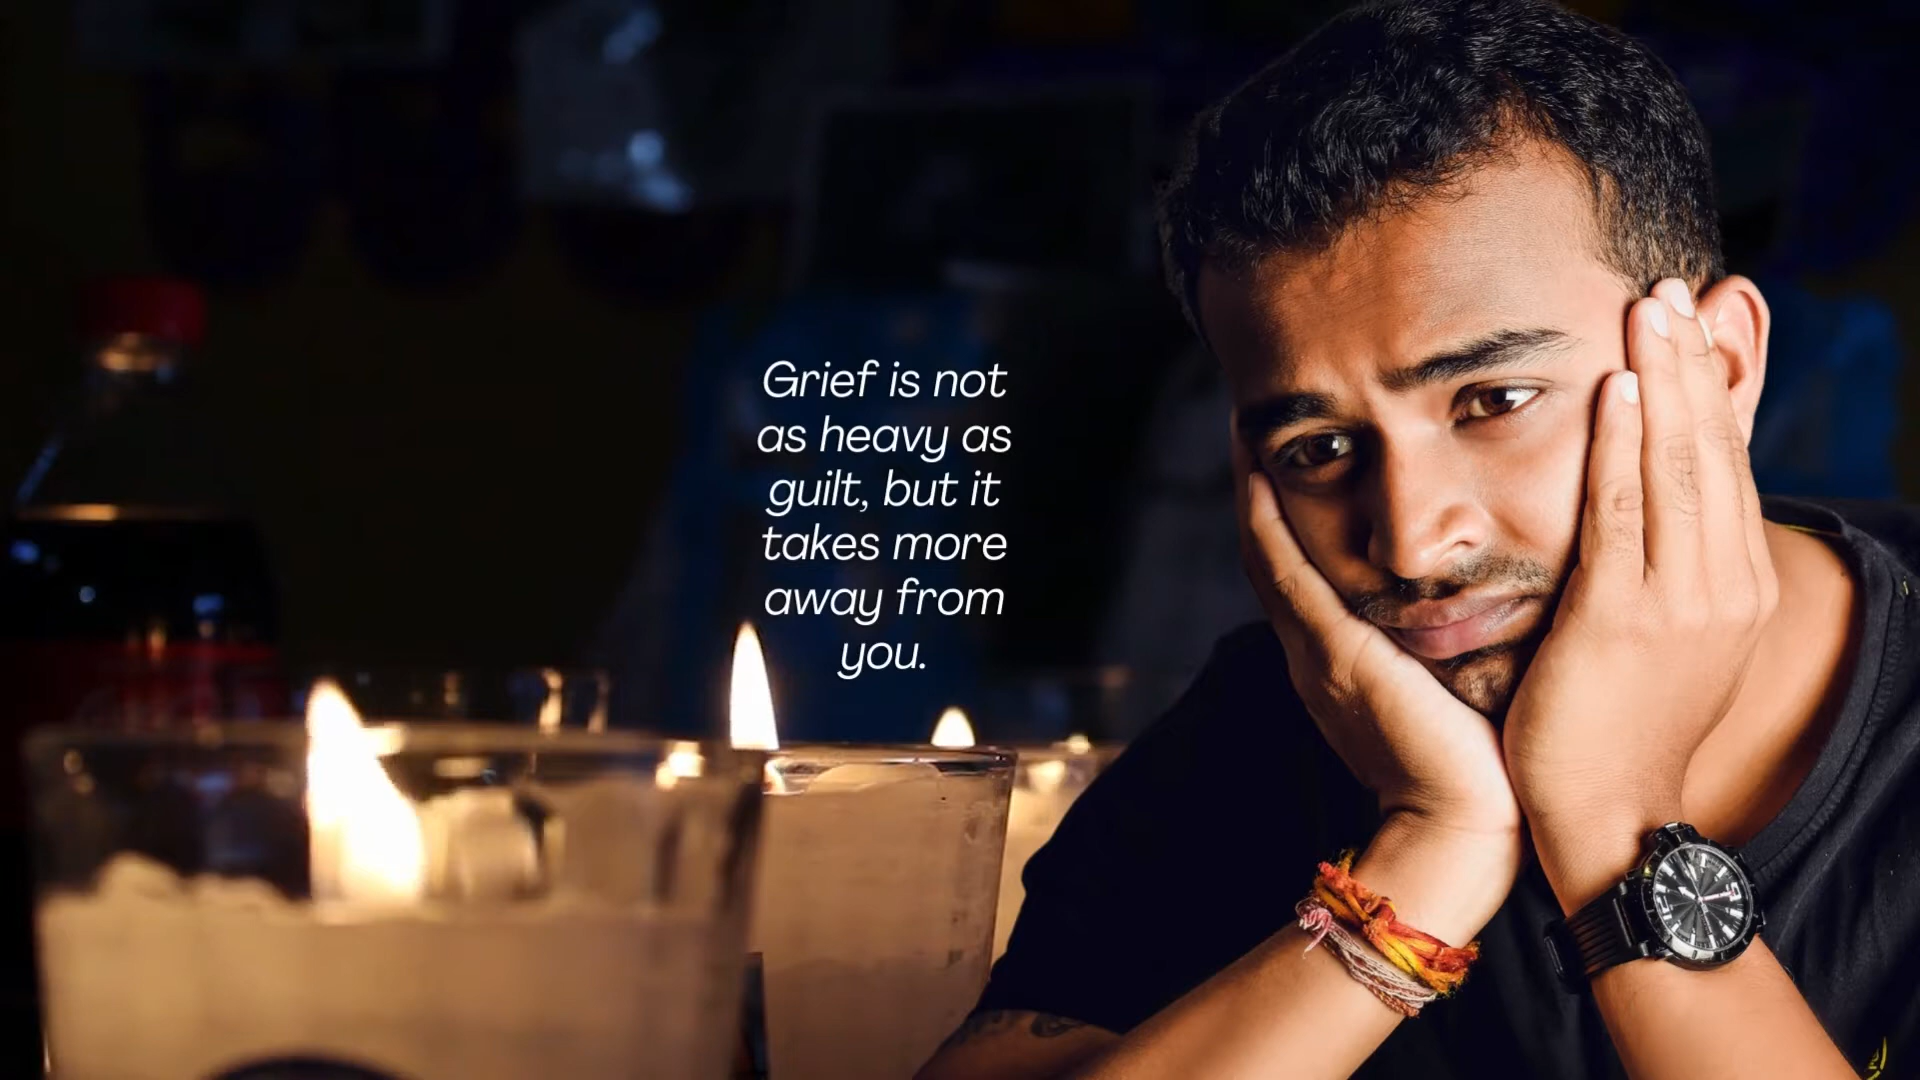 Grief is not
as heavy as
guilt, but it
takes more
away from
you.